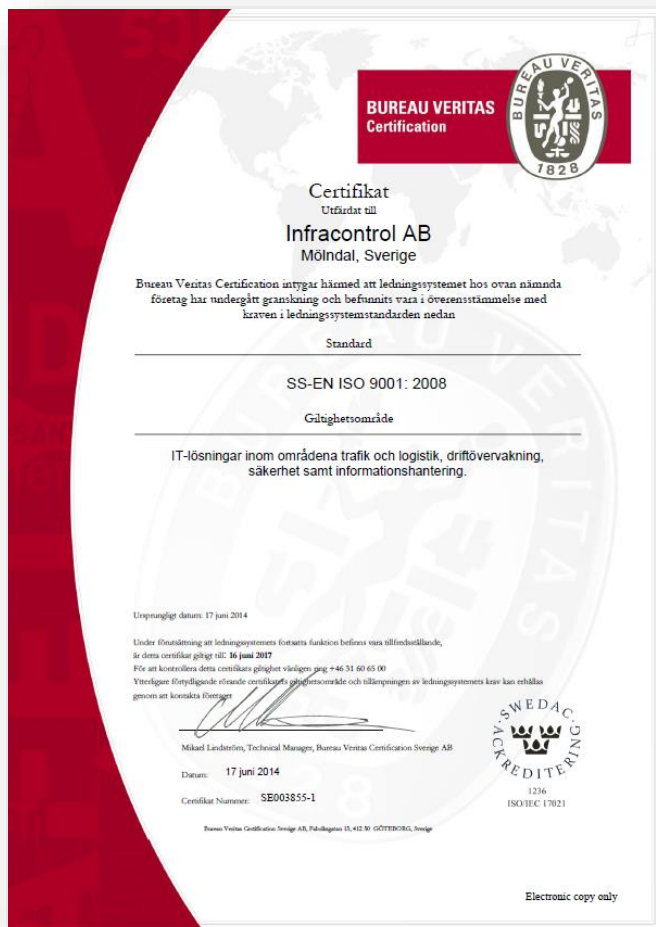 BUREAU VERITAS
Certification
BUREAU VERITAS
1828
Certifikat
Utfärdat till
Infracontrol AB
Mölndal, Sverige
Bureau Veritas Certification intygar härmed att ledningssystemet hos ovan nämnda
företag har undergått granskning och befunnits vara i överensstämmelse med
kraven i ledningssystemstandarden nedan
Standard
SS-EN ISO 9001: 2008
Giltighetsområde
IT-lösningar inom områdena trafik och logistik, driftövervakning,
säkerhet samt informationshantering.
Ursprungligt datum: 17 juni 2014
Under förutsättning att ledningssystemets fortsatta funktion befinns vara tillfredsställande,
är detta certifikat giltigt till: 16 juni 2017
För att kontrollera detta certifikats giltighet vänligen ring +46 31 60 65 00
Ytterligare förtydligande rörande certifikatets giltighetsområde och tillämpningen av ledningssystemets krav kan erhållas
genom att kontakta företaget
Mikael Lindström, Technical Manager, Bureau Veritas Certification Sverige AB
Datum: 17 juni 2014
Certifikat Nummer: SE003855-1
Bureau Veritas Certification Sverige AB, 13, 412 50 GÖTEBORG, Sverige
SWEDAC
ACKREDITERING
1236
ISO/IEC 17021
Electronic copy only